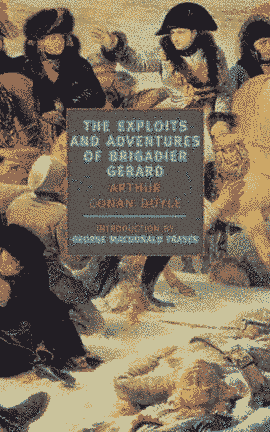 THE EXPLOITS
AND ADVENTURES
OF BRIGADIER
GERARD
ARTHUR
CONAN DOYLE
INTRODUCTION BY
GEORGE MACDONALD FRASER